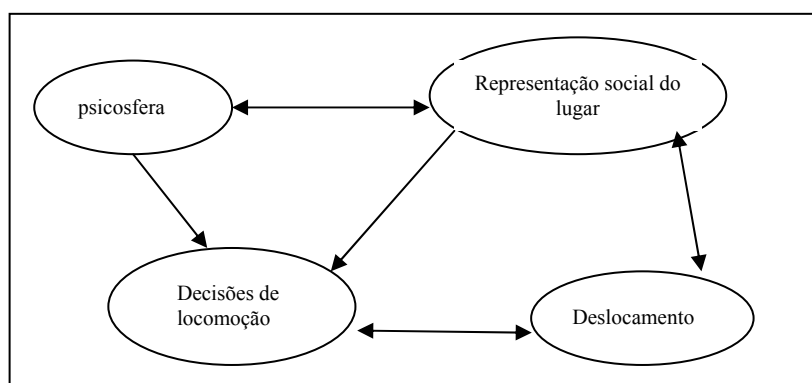 psicosfera
Representação social do
lugar
Decisões de
locomoção
Deslocamento